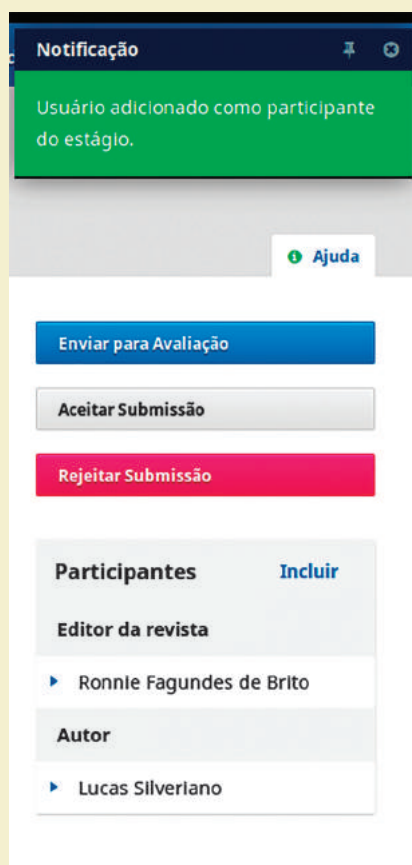 Notificação
Usuário adicionado como participante
do estágio.
Ajuda
Enviar para Avaliação
Aceitar Submissão
Rejeitar Submissão
Participantes Incluir
Editor da revista
Ronnie Fagundes de Brito
Autor
Lucas Silveriano